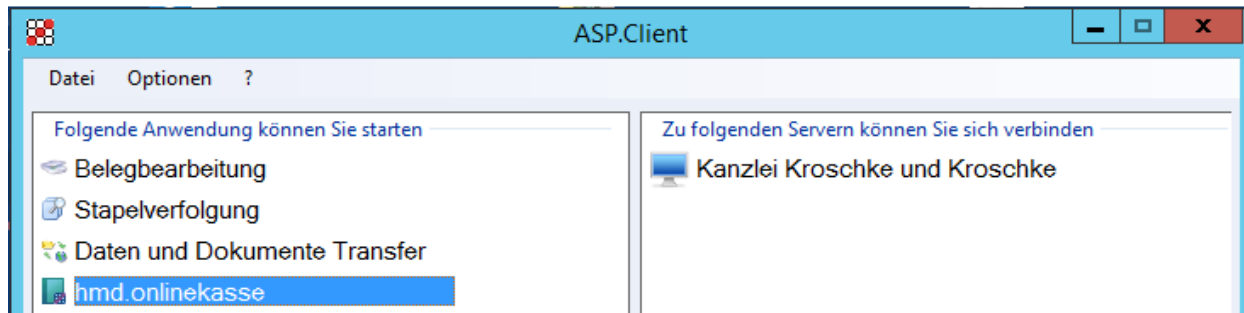 ASP.Client
Datei Optionen ?
Folgende Anwendung können Sie starten
Belegbearbeitung
Stapelverfolgung
Daten und Dokumente Transfer
hmd.onlinekasse
Zu folgenden Servern können Sie sich verbinden
Kanzlei Kroschke und Kroschke